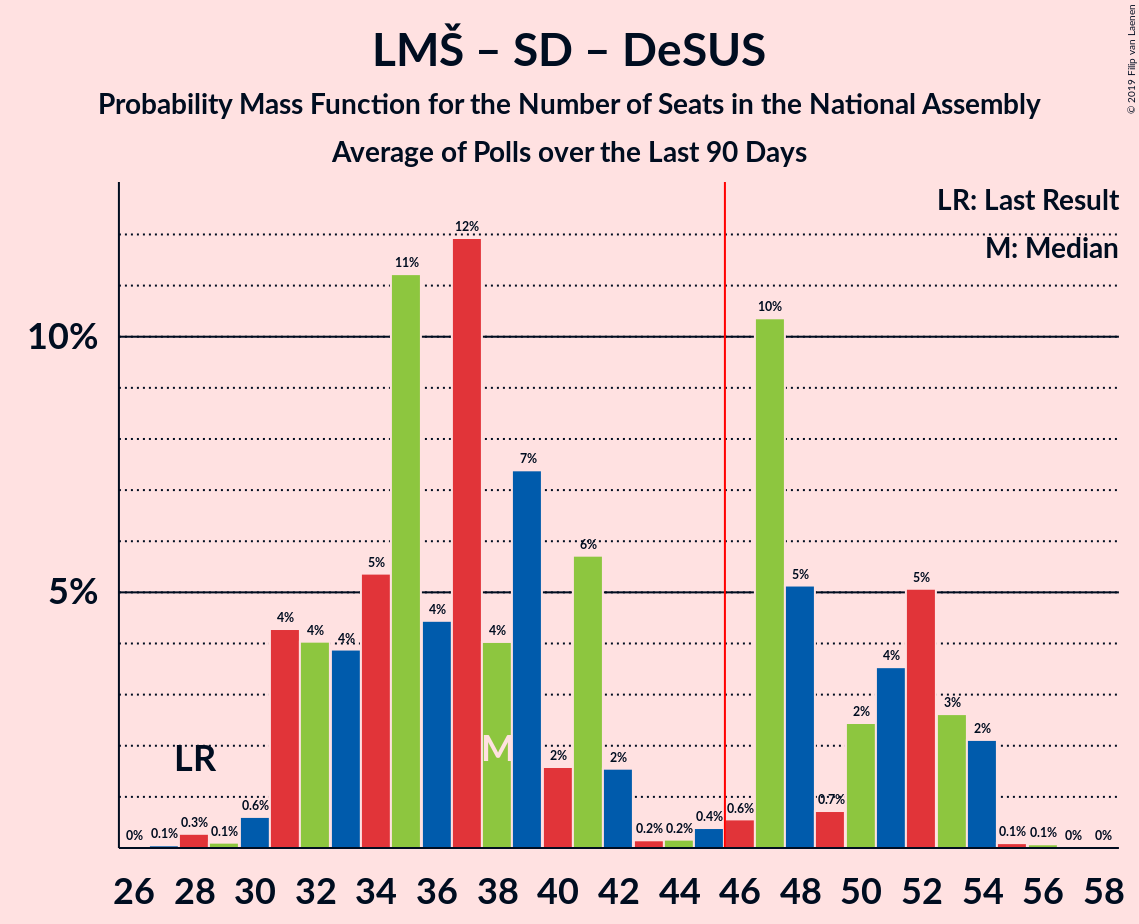 LMŠ – SD – DeSUS
Probability Mass Function for the Number of Seats in the National Assembly
Average of Polls over the Last 90 Days
© 2019 Filip van Laenen
LR: Last Result
M: Median
10%
5%
0% 0.1% 0.3% 0.1% 0.6% 4% 4% 4% 5% 11% 4% 12% 4% 7% 2% 6% 2% 0.2% 0.2% 0.4% 0.6% 10% 5% 0.7% 2% 4% 5% 3% 2% 0.1% 0.1% 0% 0%
LR
M
26 28 30 32 34 36 38 40 42 44 46 48 50 52 54 56 58